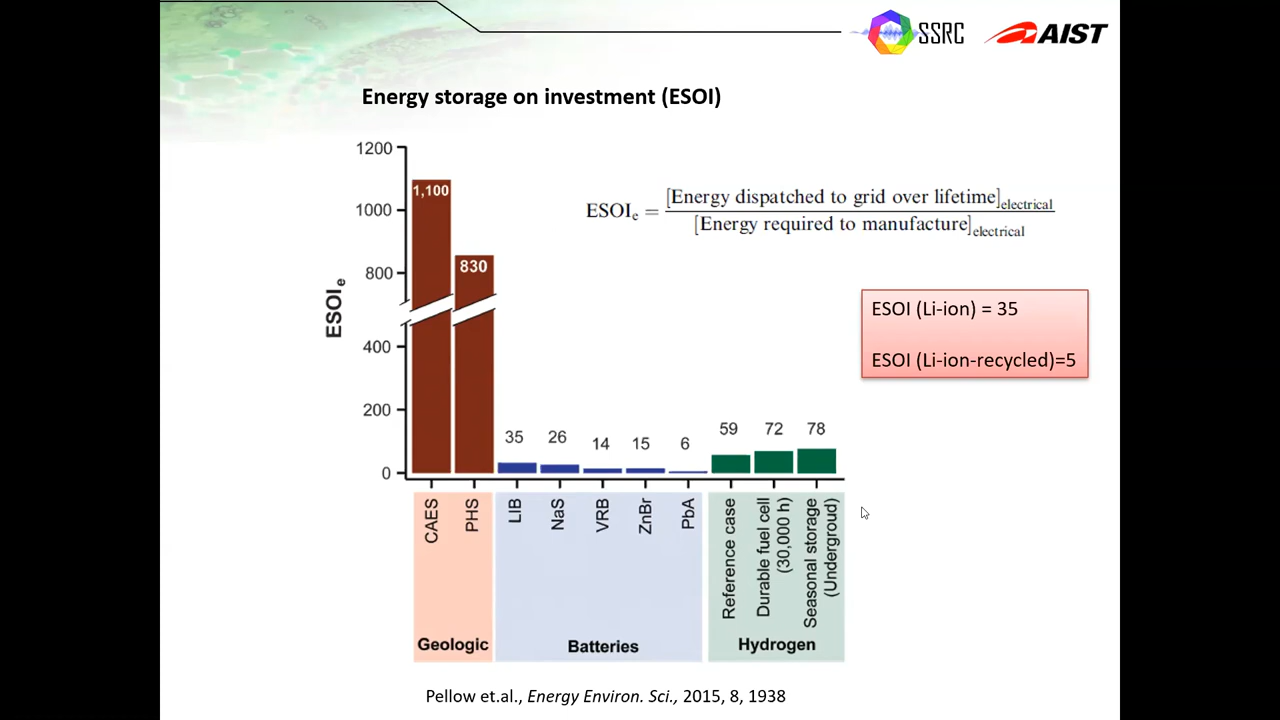 SSRC
AIST
Energy storage on investment (ESOI)
1200
1000
800
400
200
0
ESOIe
1,100
830
35
26
14
15
6
59
72
78
ESOIe = [Energy dispatched to grid over lifetime]electrical
[Energy required to manufacture]electrical
ESOI (Li-ion) = 35
ESOI (Li-ion-recycled)=5
CAES
PHS
LIB
NaS
VRB
ZnBr
PbA
Reference case
Durable fuel cell
(30,000 h)
Seasonal storage
(Undergroud)
Geologic
Batteries
Hydrogen
Pellow et.al., Energy Environ. Sci., 2015, 8, 1938